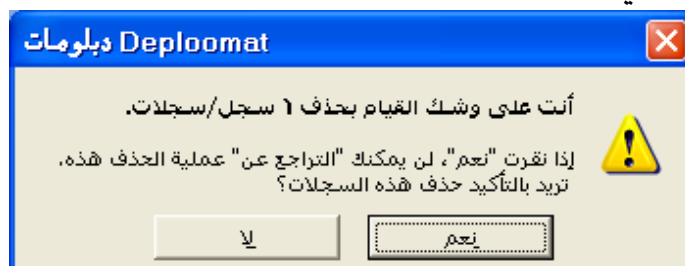 دبلومات Deploomat
أنت على وشك القيام بحذف ١ سجل/سجلات.
إذا نقرت "نعم"، لن يمكنك "التراجع عن" عملية الحذف هذه.
تريد بالتأكيد حذف هذه السجلات؟
نعم
لا